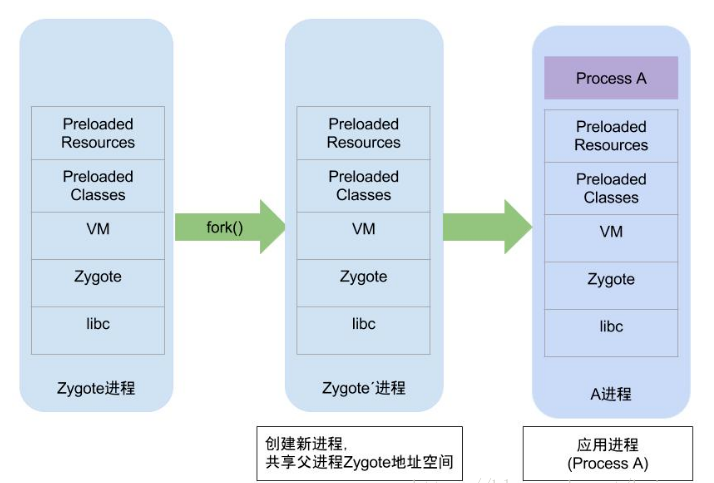 Preloaded
Resources
Preloaded
Classes
VM
Zygote
libc
Zygote进程
fork()
Preloaded
Resources
Preloaded
Classes
VM
Zygote
libc
Zygote´进程
创建新进程,
共享父进程Zygote地址空间
Process A
Preloaded
Resources
Preloaded
Classes
VM
Zygote
libc
A进程
应用进程
(Process A)